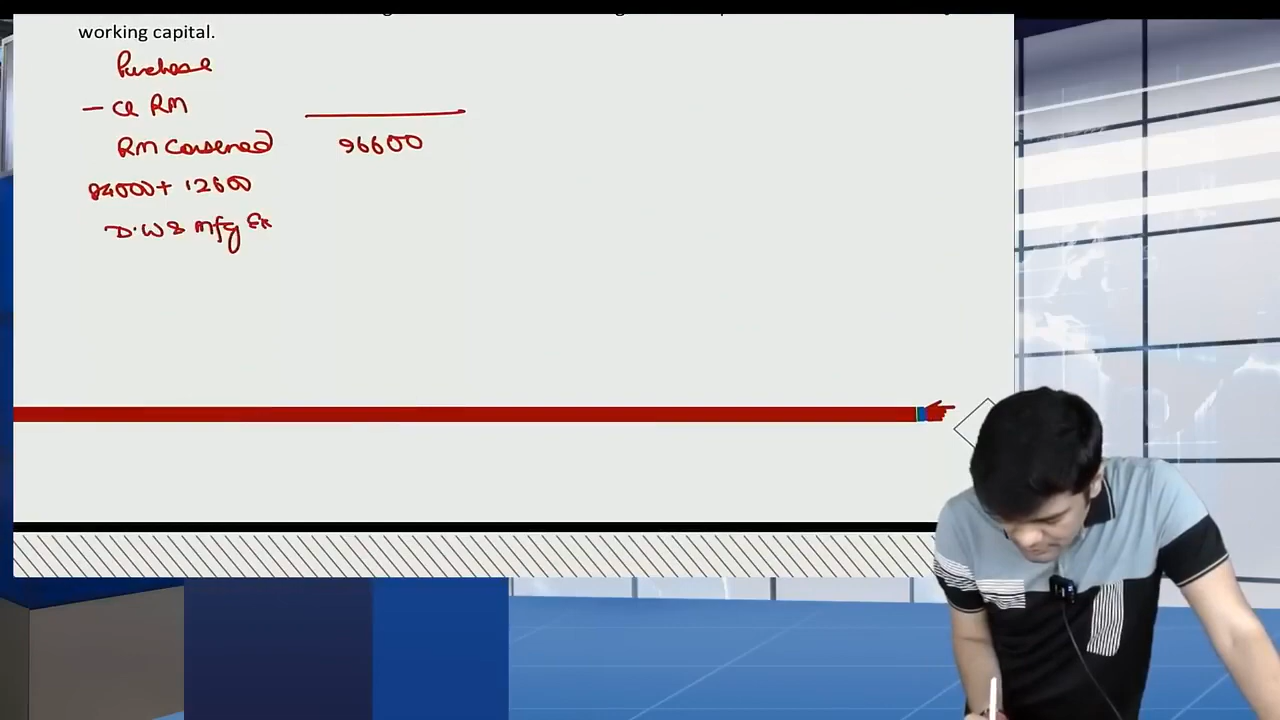 working capital.
Purchase
- Cl RM
RM Consumed 96600
84000 + 12600
D.W & Mfg Ex